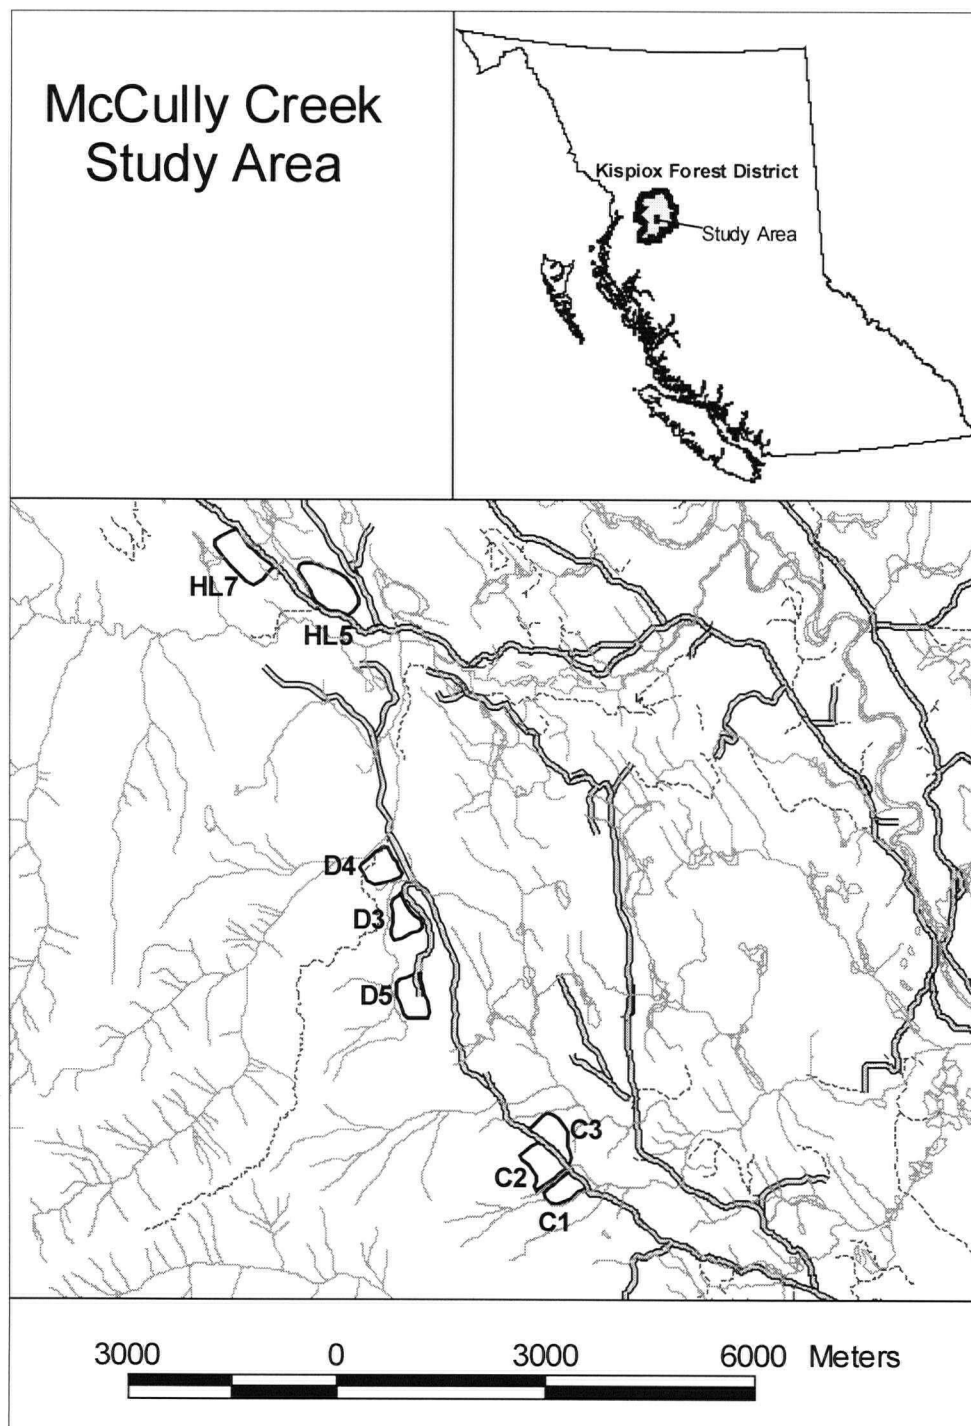 McCully Creek
Study Area
Kispiox Forest District
Study Area
HL7
HL5
D4
D3
D5
C3
C2
C1
3000 0 3000 6000 Meters